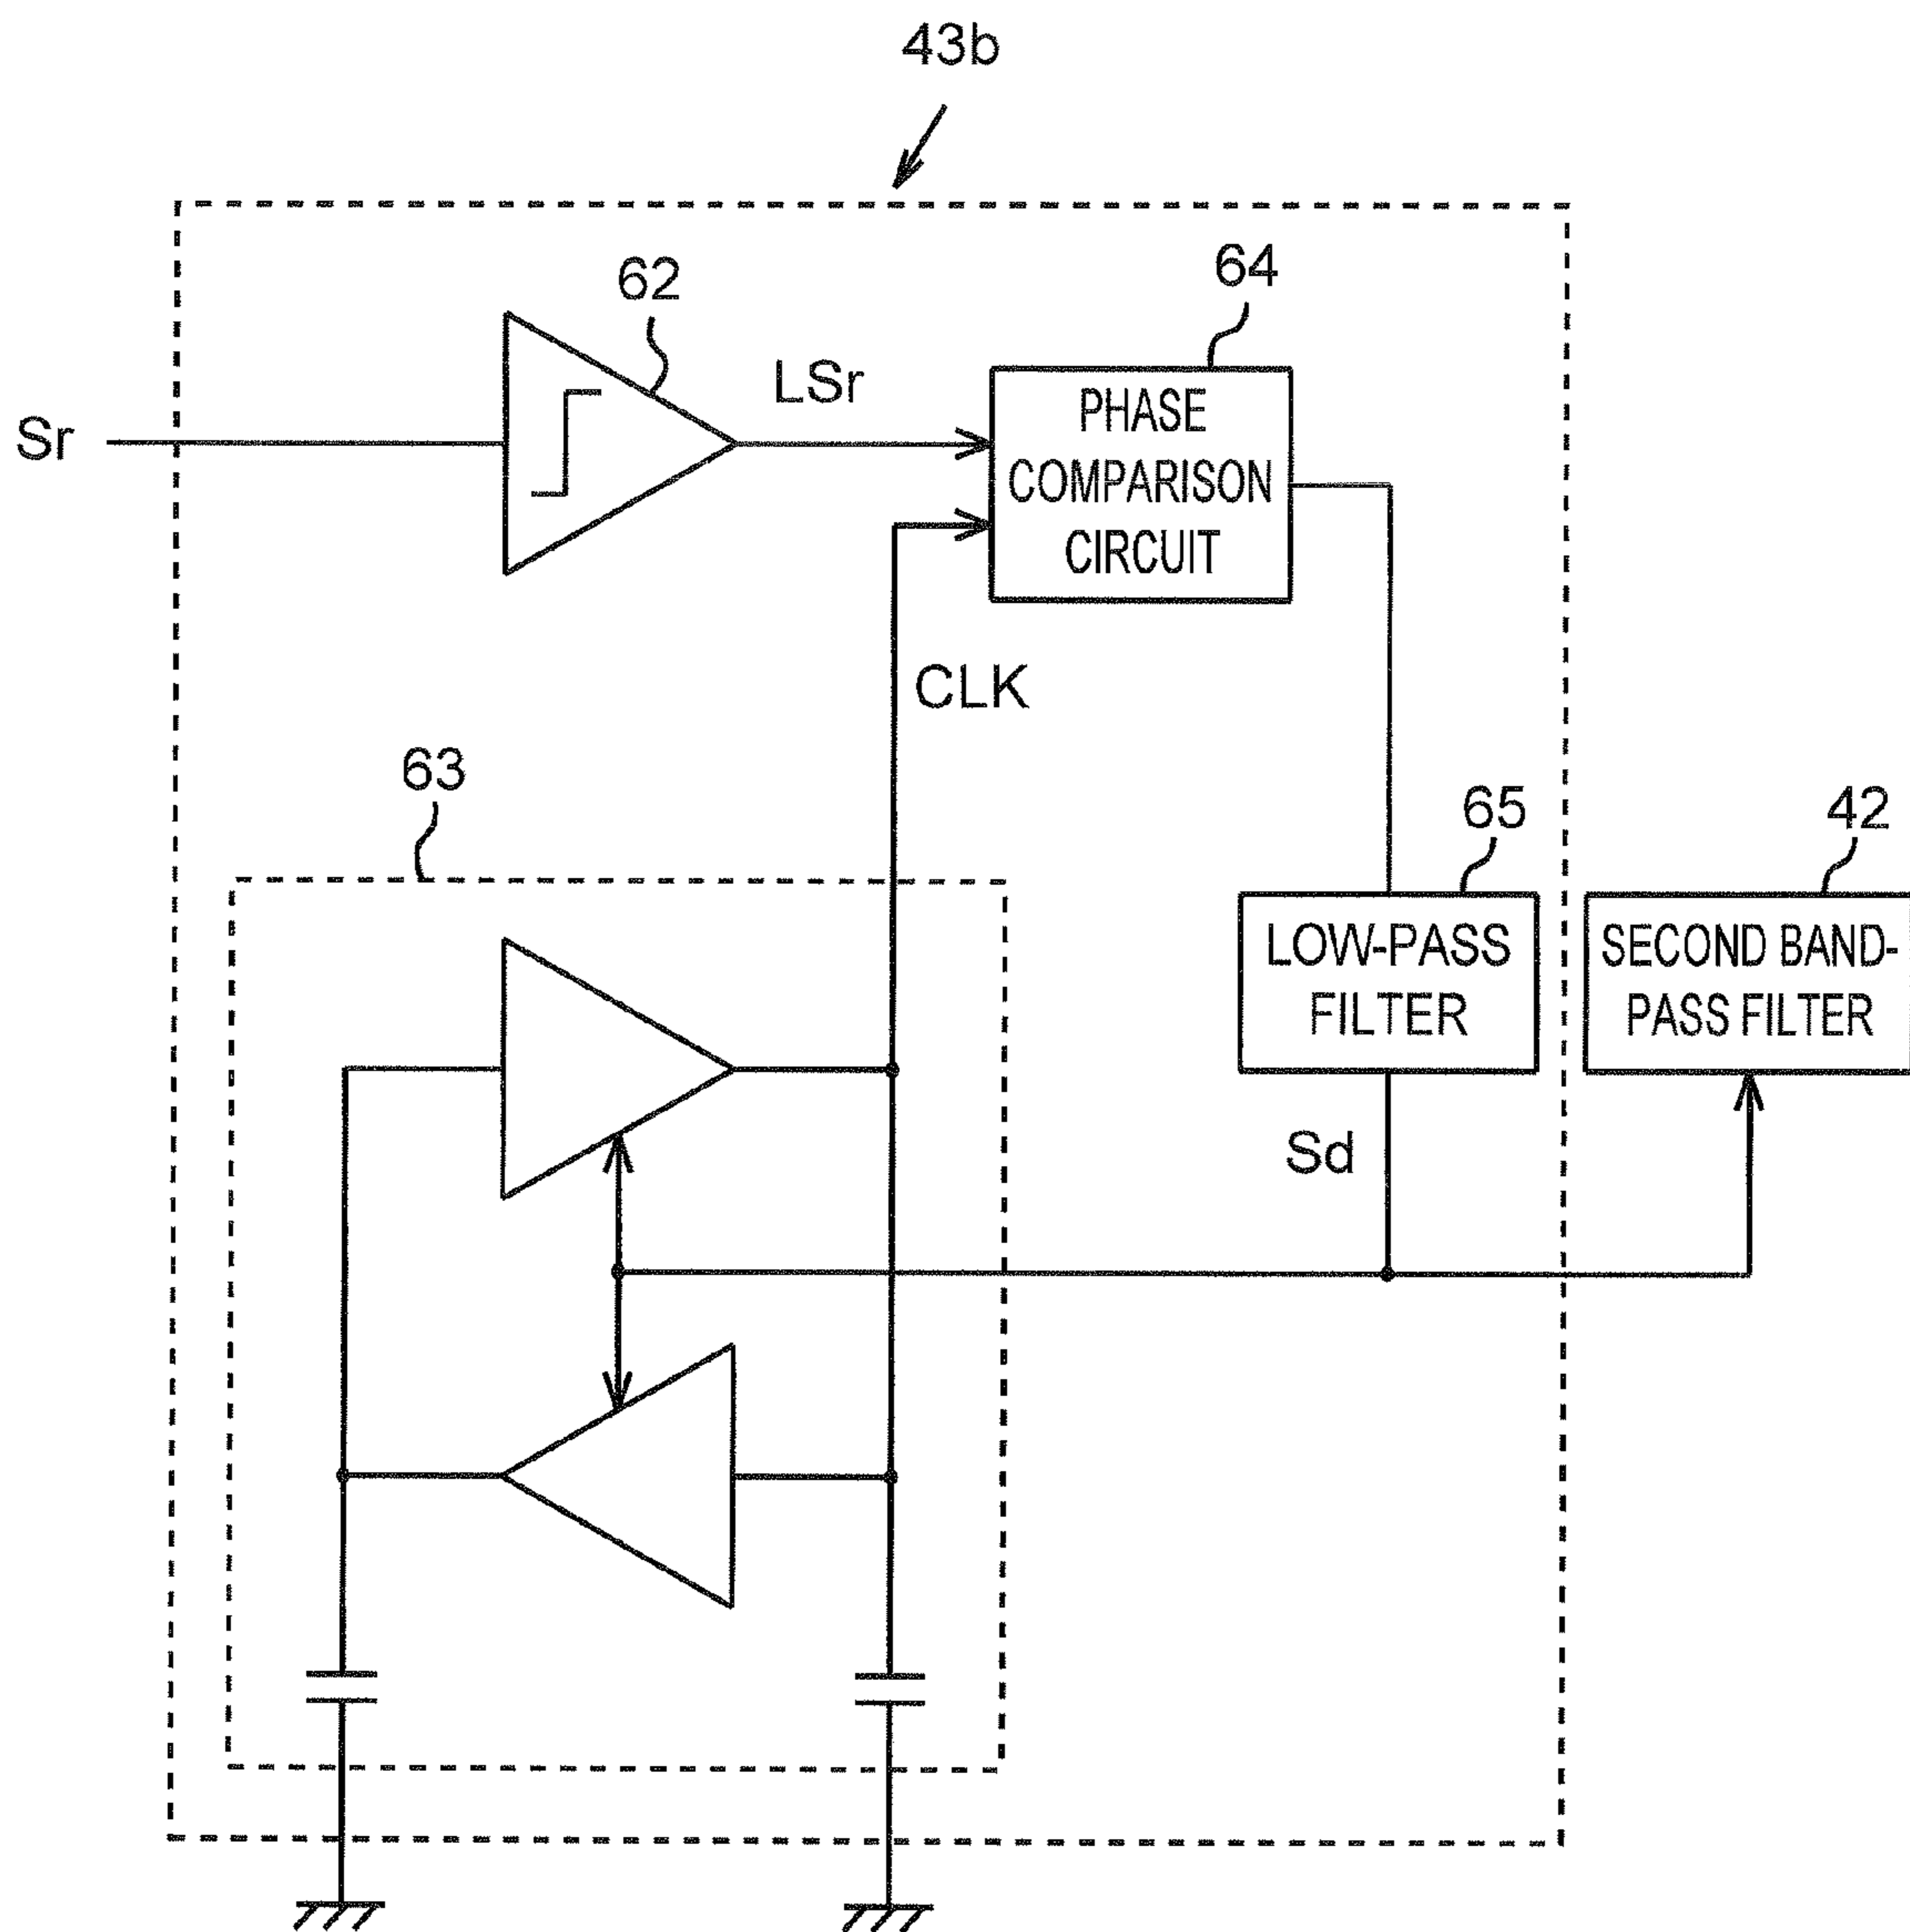 43b
62
64
LSr
Sr
PHASE
COMPARISON
CIRCUIT
CLK
63
65
42
LOW-PASS
FILTER
SECOND BAND-
PASS FILTER
Sd